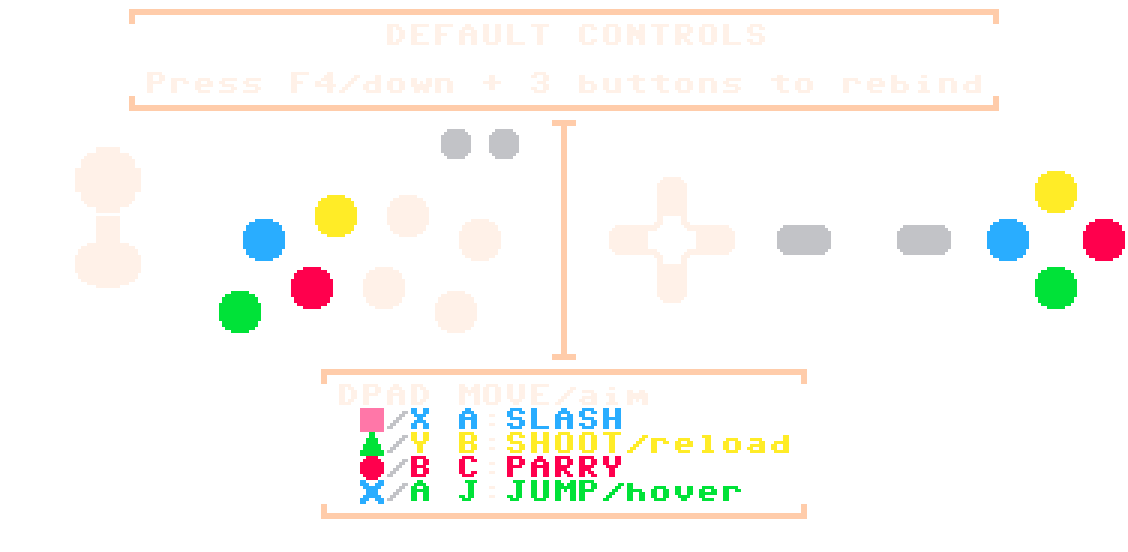 DEFAULT CONTROLS
Press F4/down + 3 buttons to rebind
DPAD MOVE/aim
■/X A:SLASH
▲/Y B:SHOOT/reload
●/B C:PARRY
X/A J:JUMP/hover